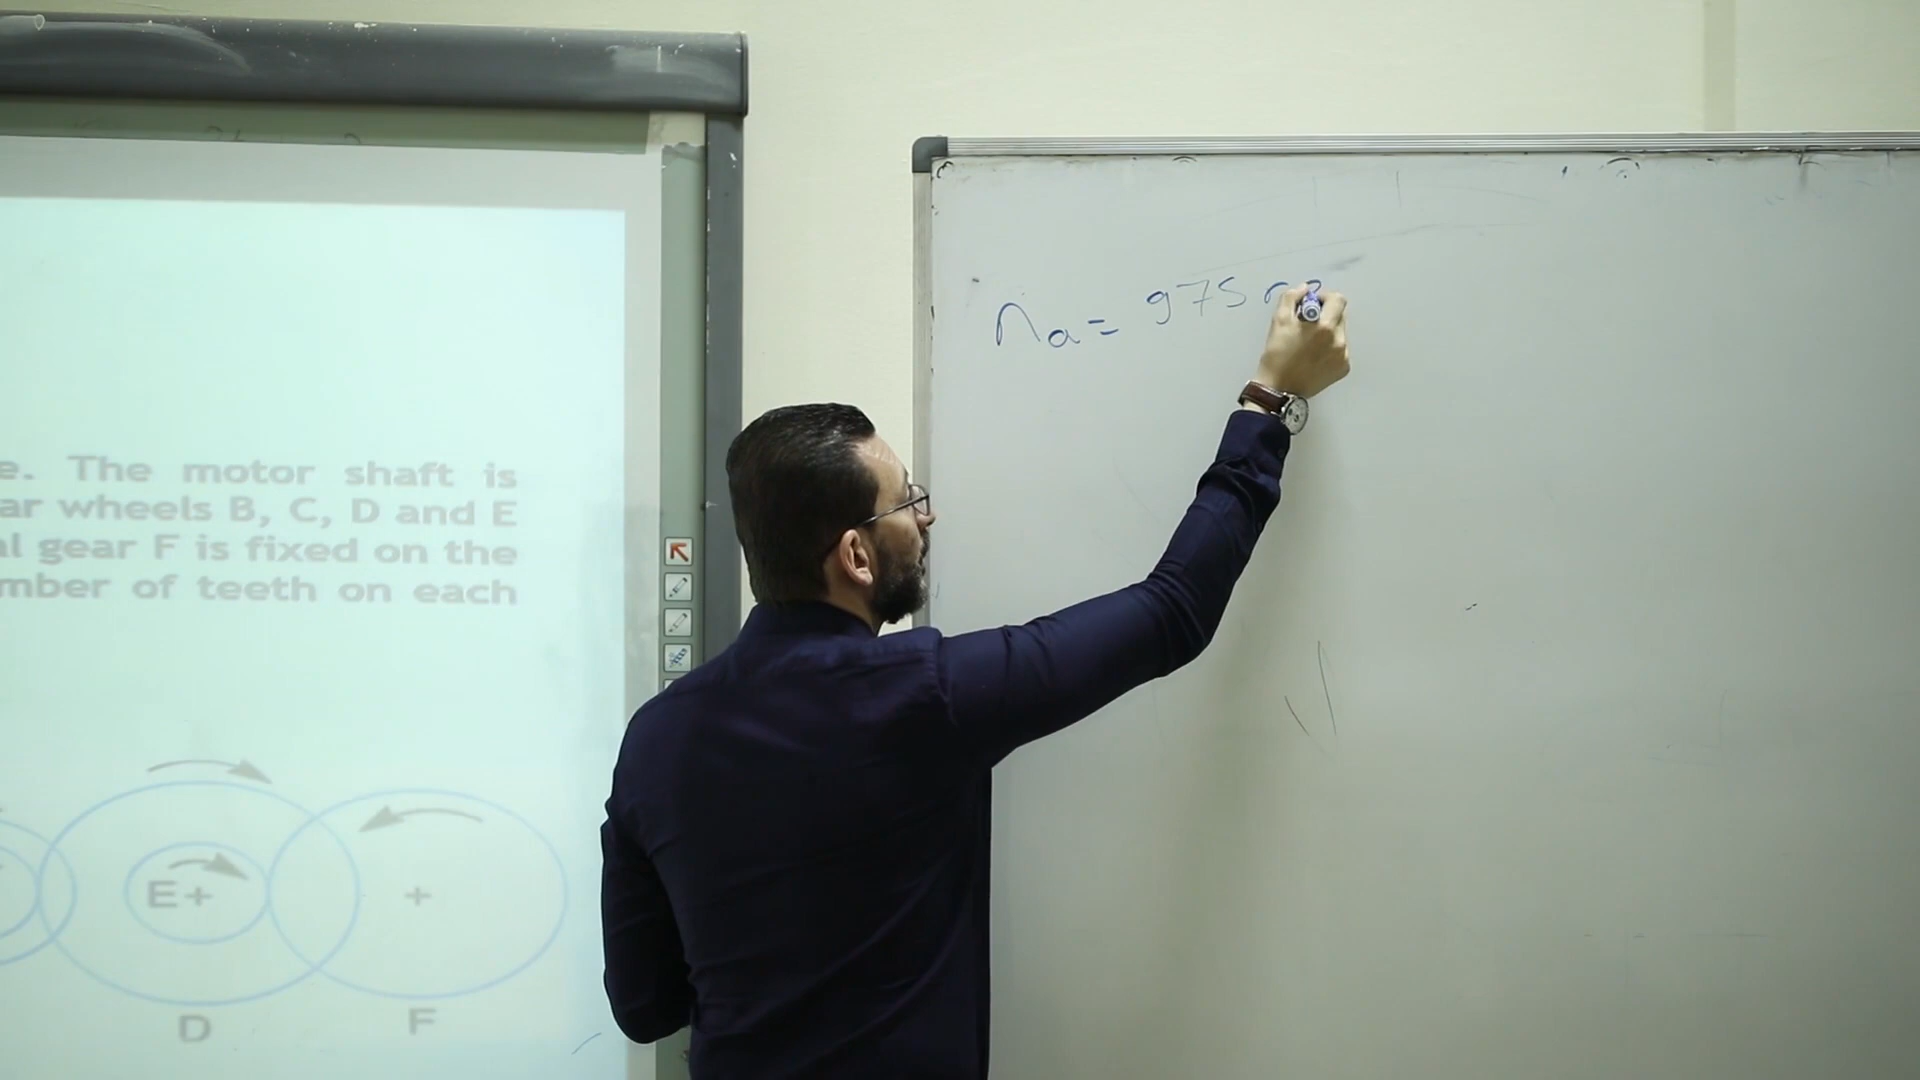 e. The motor shaft is
ar wheels B, C, D and E
al gear F is fixed on the
mber of teeth on each
E+
+
D
F
na = 975